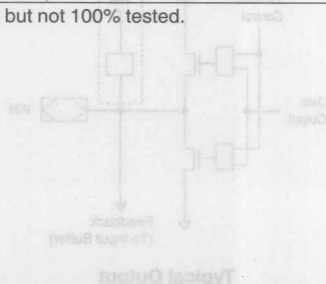 but not 100% tested.
Control
PIN
Data
Output
Feedback
(To Input Buffer)
Typical Output